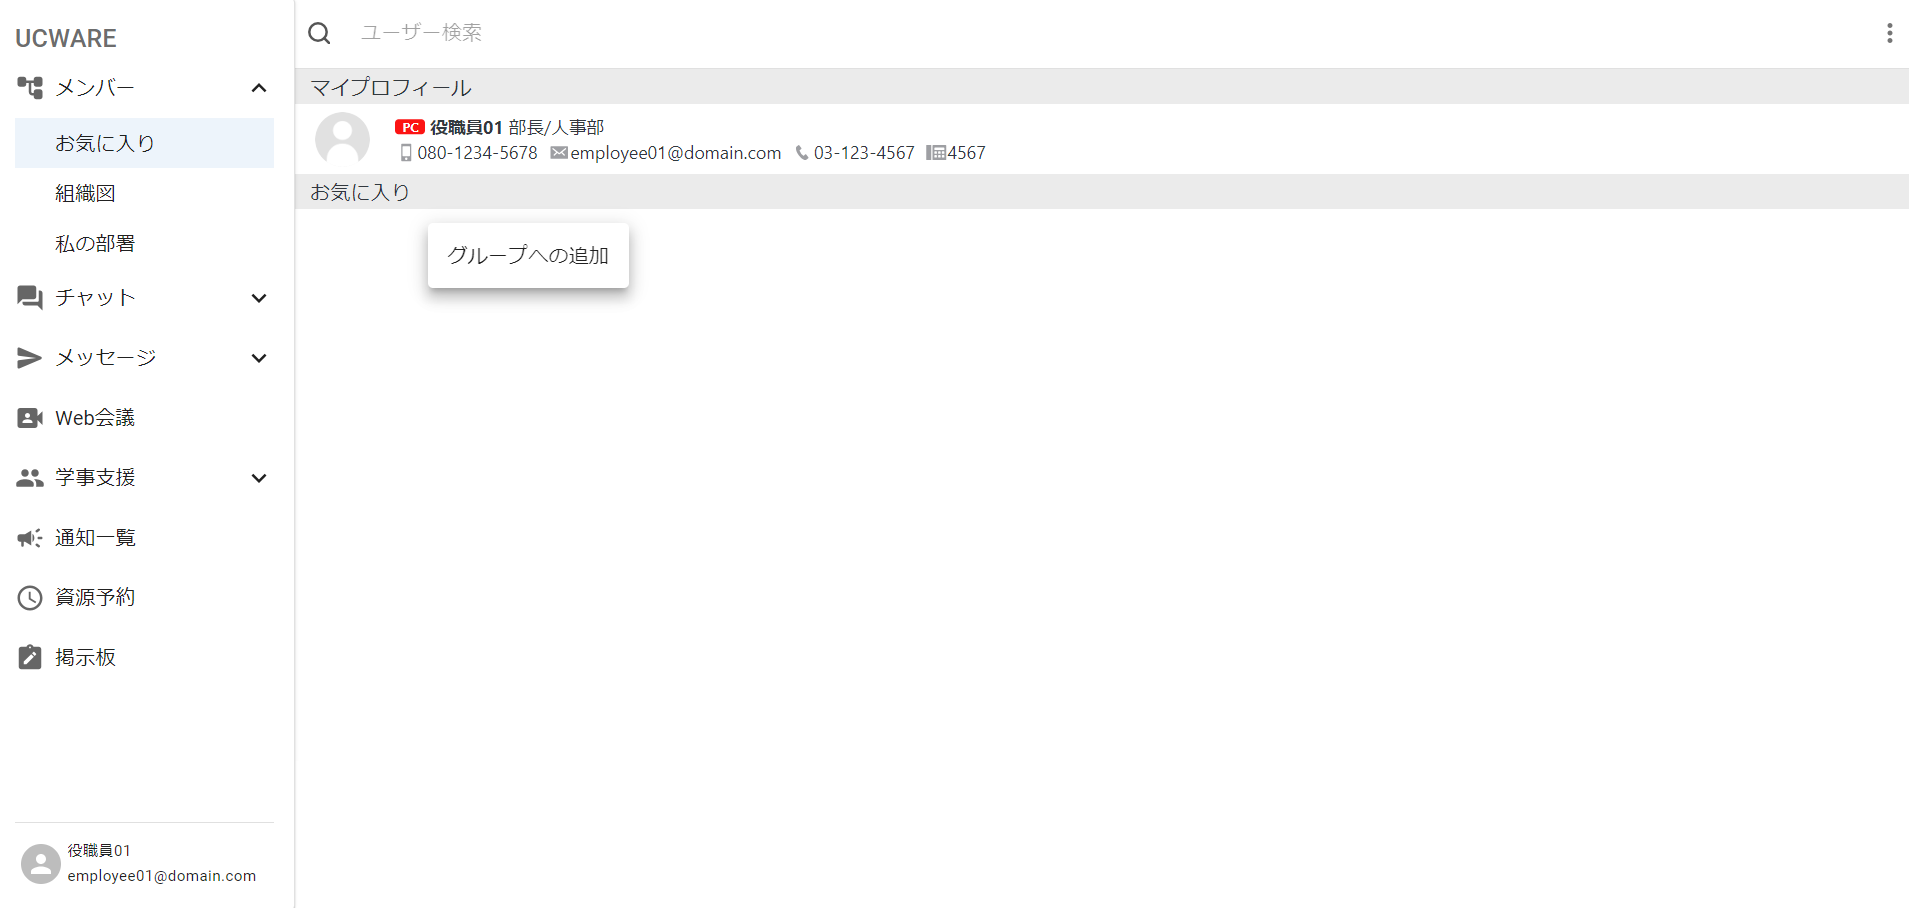 UCWARE
メンバー
お気に入り
組織図
私の部署
チャット
メッセージ
Web会議
学事支援
通知一覧
資源予約
掲示板
役職員01
employee01@domain.com
ユーザー検索
マイプロフィール
PC 役職員01 部長/人事部
080-1234-5678 employee01@domain.com 03-123-4567 4567
お気に入り
グループへの追加